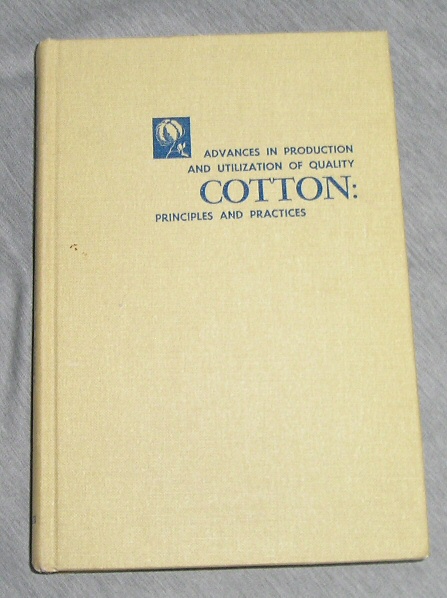 ADVANCES IN PRODUCTION
AND UTILIZATION OF QUALITY
COTTON:
PRINCIPLES AND PRACTICES